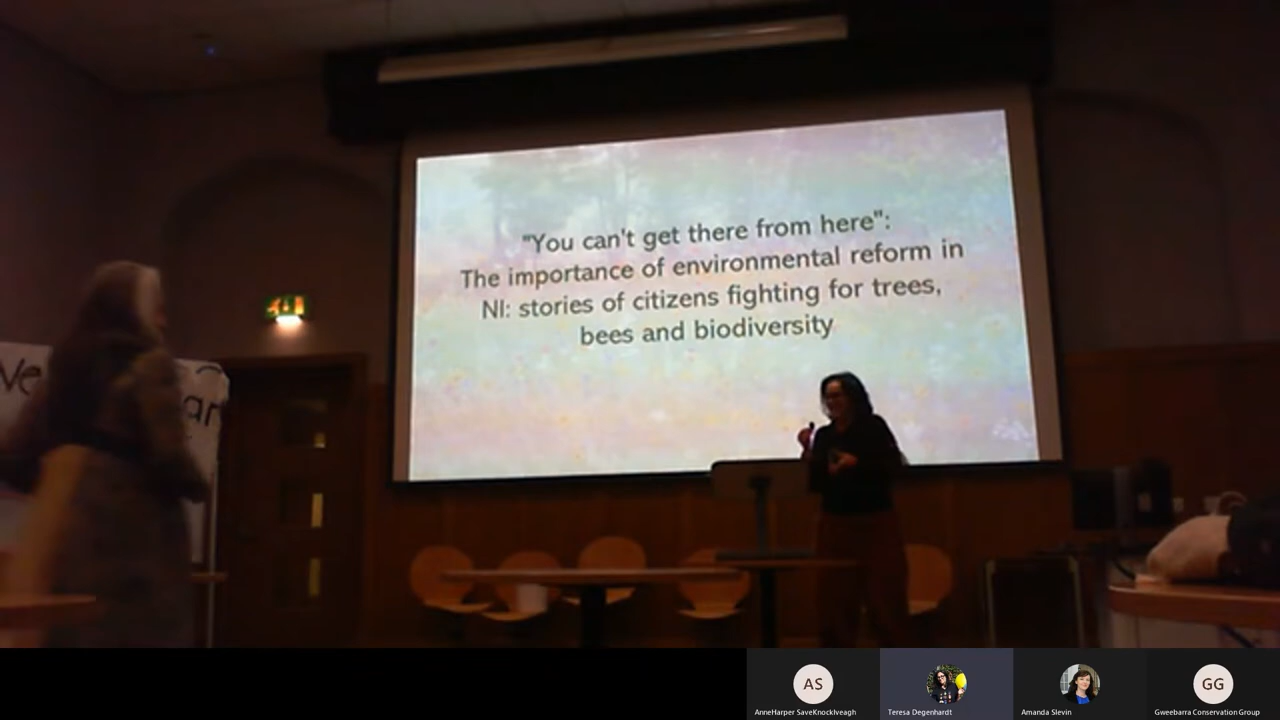 "You can't get there from here":
The importance of environmental reform in
NI: stories of citizens fighting for trees,
bees and biodiversity
AS
AnneHarper SaveKnockIveagh
Teresa Degenhardt
Amanda Slevin
GG
Gweebarra Conservation Group